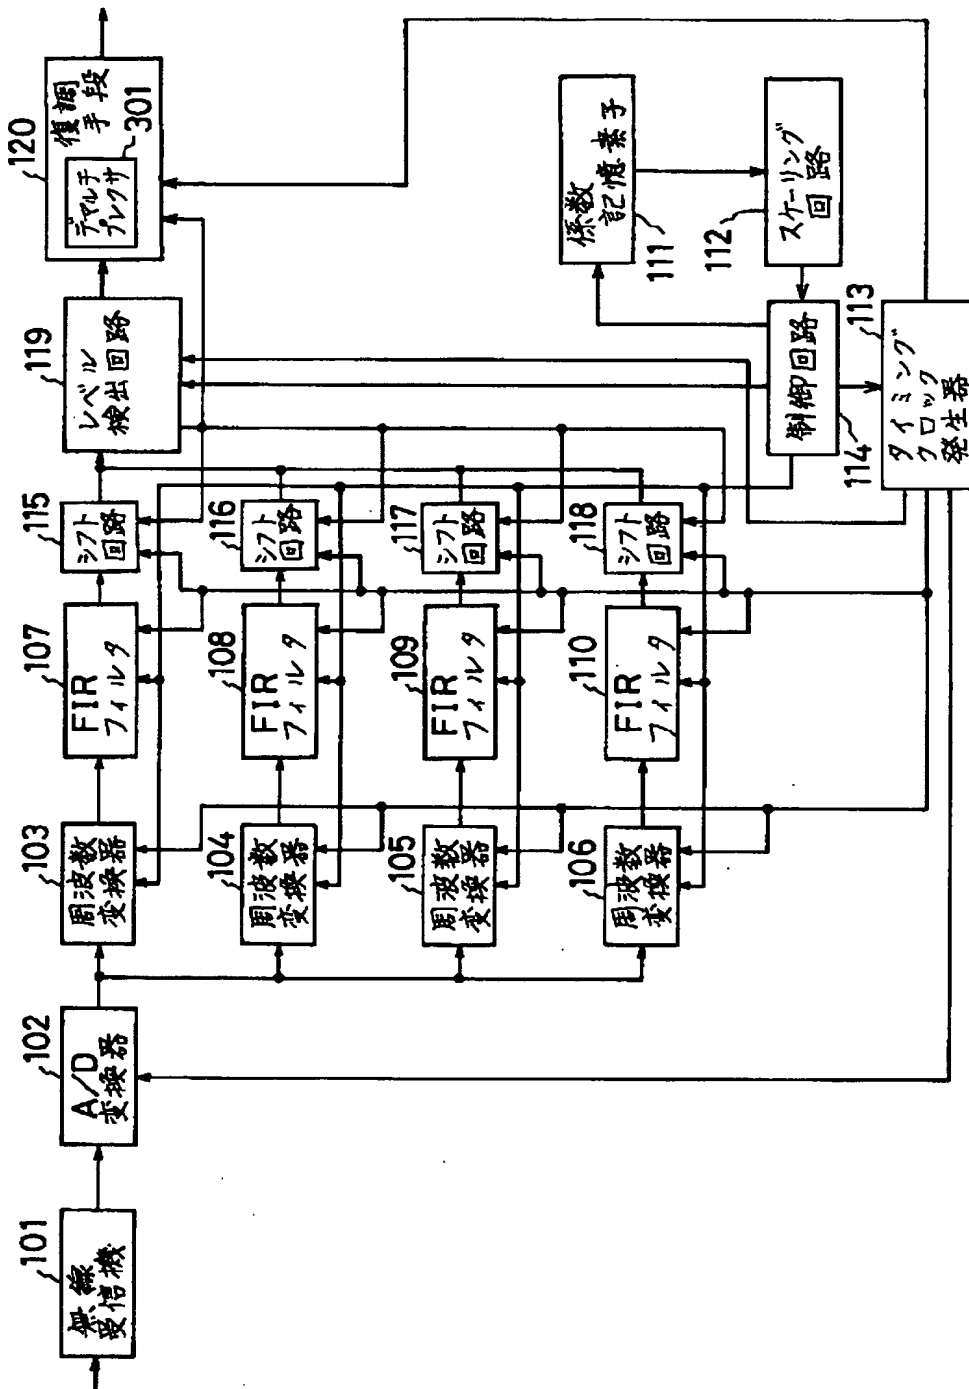 101
無線
受信機
102
A/D
変換器
103
周波数
変換器
104
周波数
変換器
105
周波数
変換器
106
周波数
変換器
107
FIR
フィルタ
108
FIR
フィルタ
109
FIR
フィルタ
110
FIR
フィルタ
115
シフト
回路
116
シフト
回路
117
シフト
回路
118
シフト
回路
119
レベル
検出回路
120
復調
手段
301
デマルチ
プレクサ
係数
記憶素子
111
112
スケーリング
回路
制御回路
114
113
タイミング
クロック
発生器